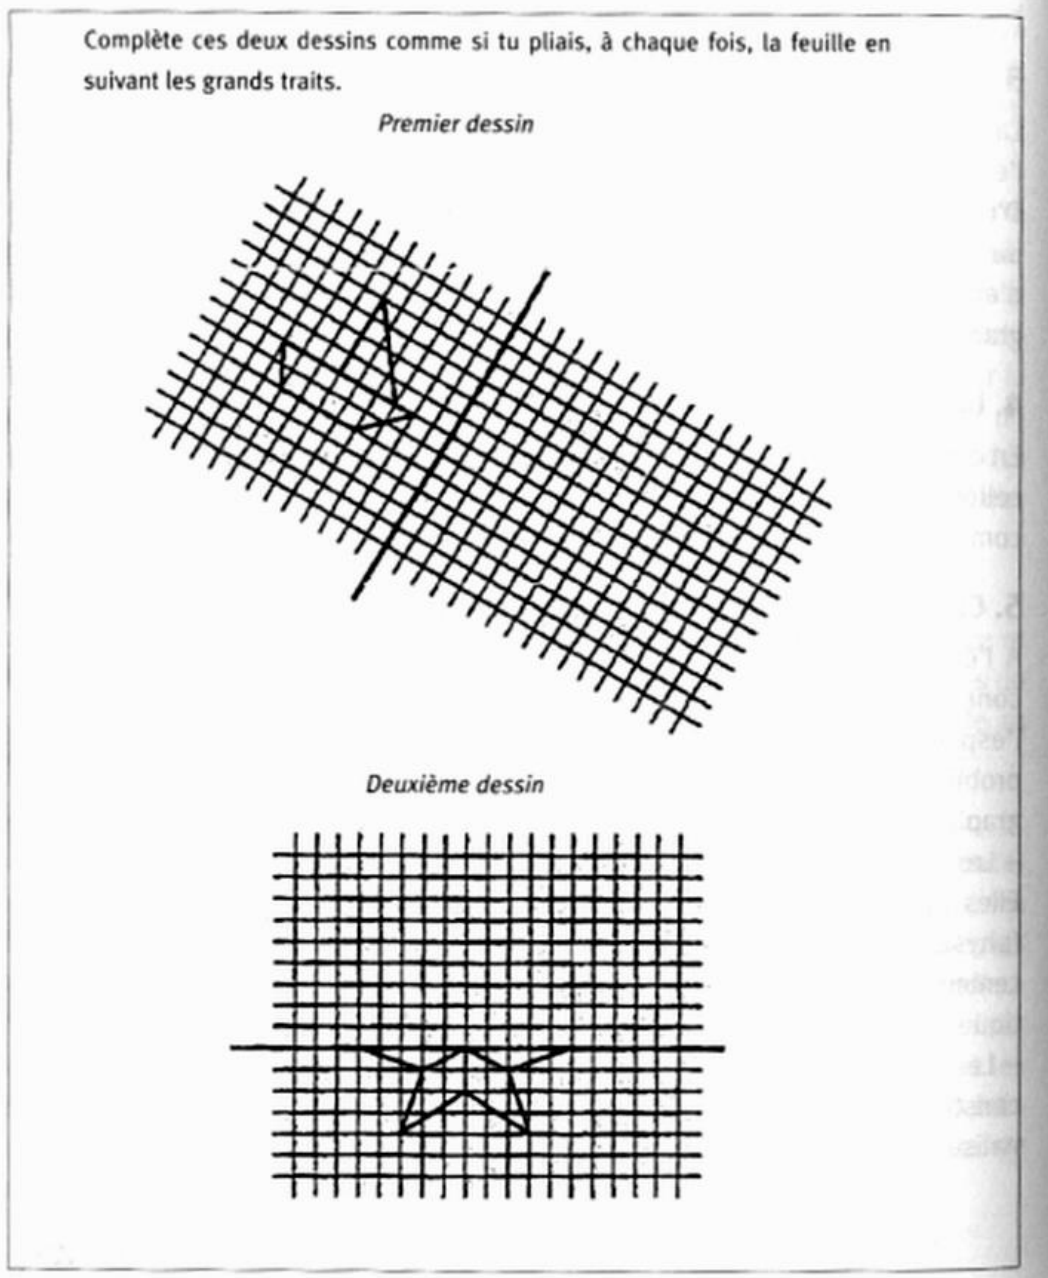 Complète ces deux dessins comme si tu pliais, à chaque fois, la feuille en
suivant les grands traits.
Premier dessin
Deuxième dessin